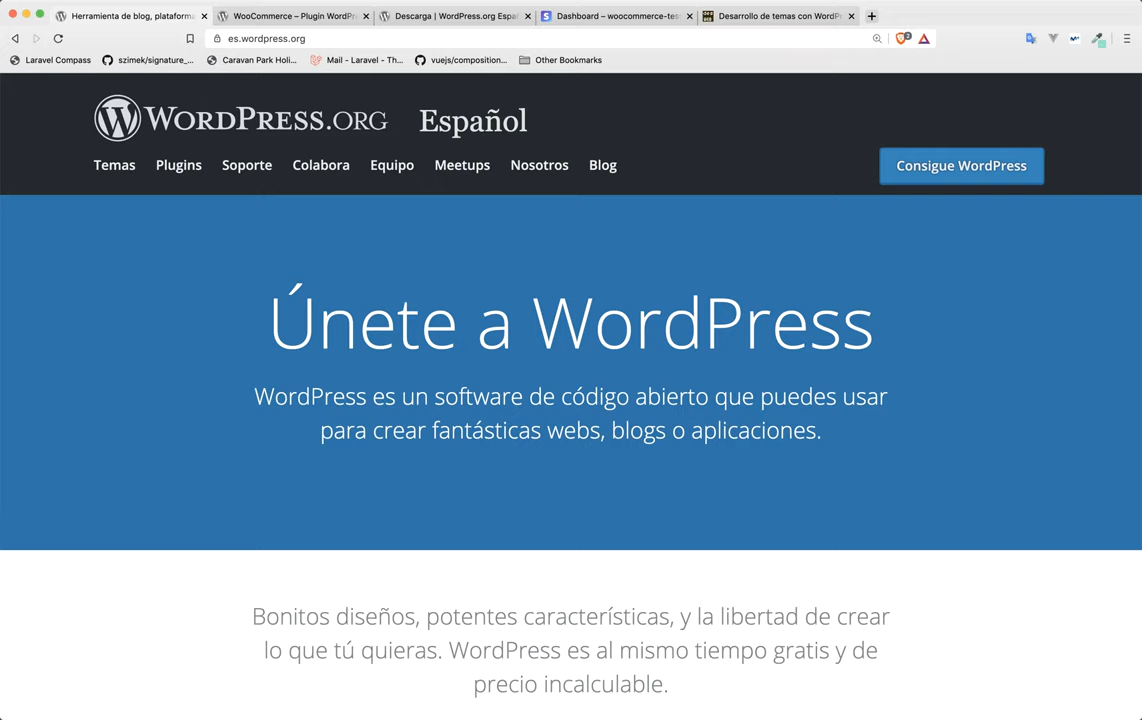 Herramienta de blog, plataforma
WooCommerce – Plugin WordPr
Descarga | WordPress.org Espa
Dashboard – woocommerce-tes
Desarrollo de temas con WordP
es.wordpress.org
Laravel Compass
szimek/signature_...
Caravan Park Holi...
Mail - Laravel - Th...
vuejs/composition...
Other Bookmarks
WORDPRESS.ORG
Español
Temas
Plugins
Soporte
Colabora
Equipo
Meetups
Nosotros
Blog
Consigue WordPress
Únete a WordPress
WordPress es un software de código abierto que puedes usar
para crear fantásticas webs, blogs o aplicaciones.
Bonitos diseños, potentes características, y la libertad de crear
lo que tú quieras. WordPress es al mismo tiempo gratis y de
precio incalculable.